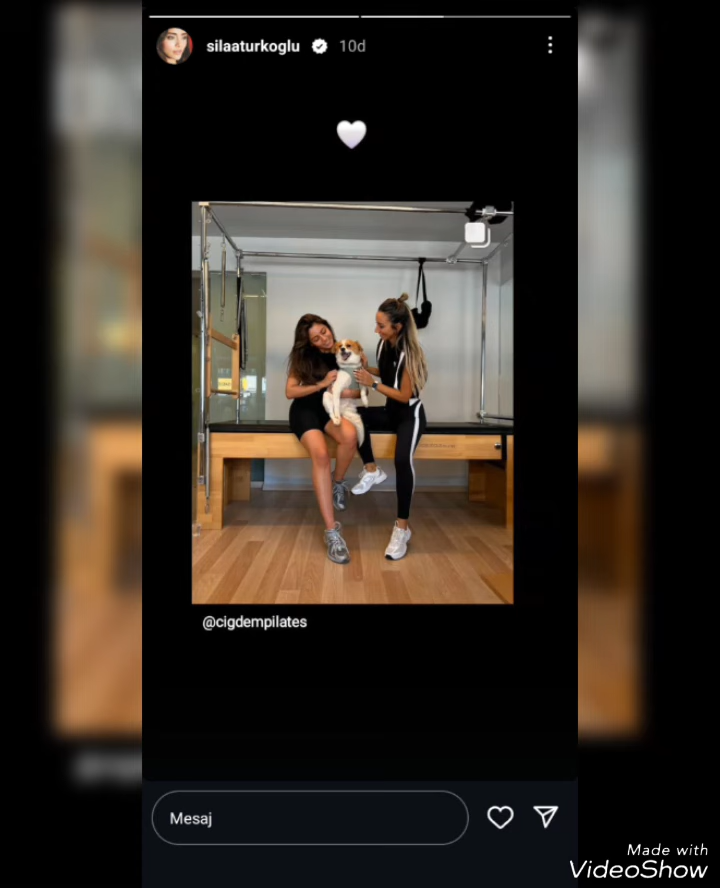 silaaturkoglu 10d
@cigdempilates
Mesaj
Made with
VideoShow